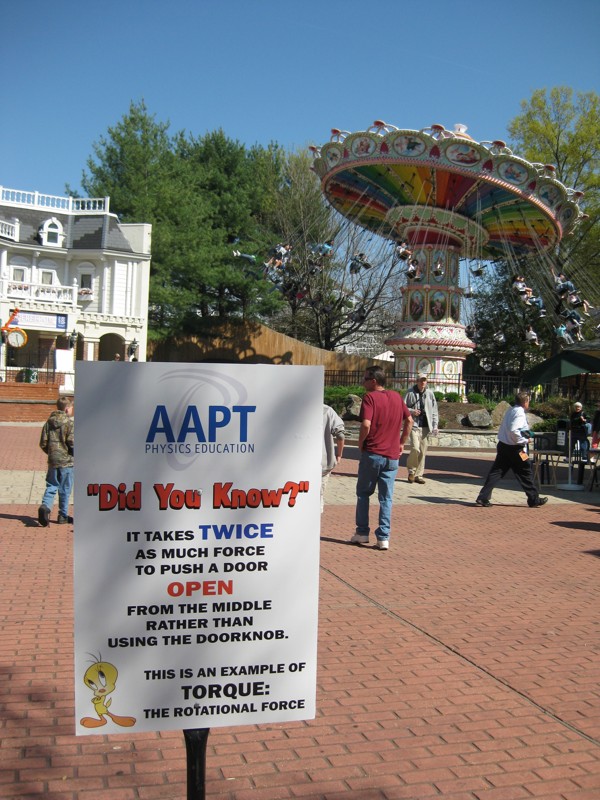 AAPT
PHYSICS EDUCATION
"Did You Know?"
IT TAKES TWICE
AS MUCH FORCE
TO PUSH A DOOR
OPEN
FROM THE MIDDLE
RATHER THAN
USING THE DOORKNOB.
THIS IS AN EXAMPLE OF
TORQUE:
THE ROTATIONAL FORCE